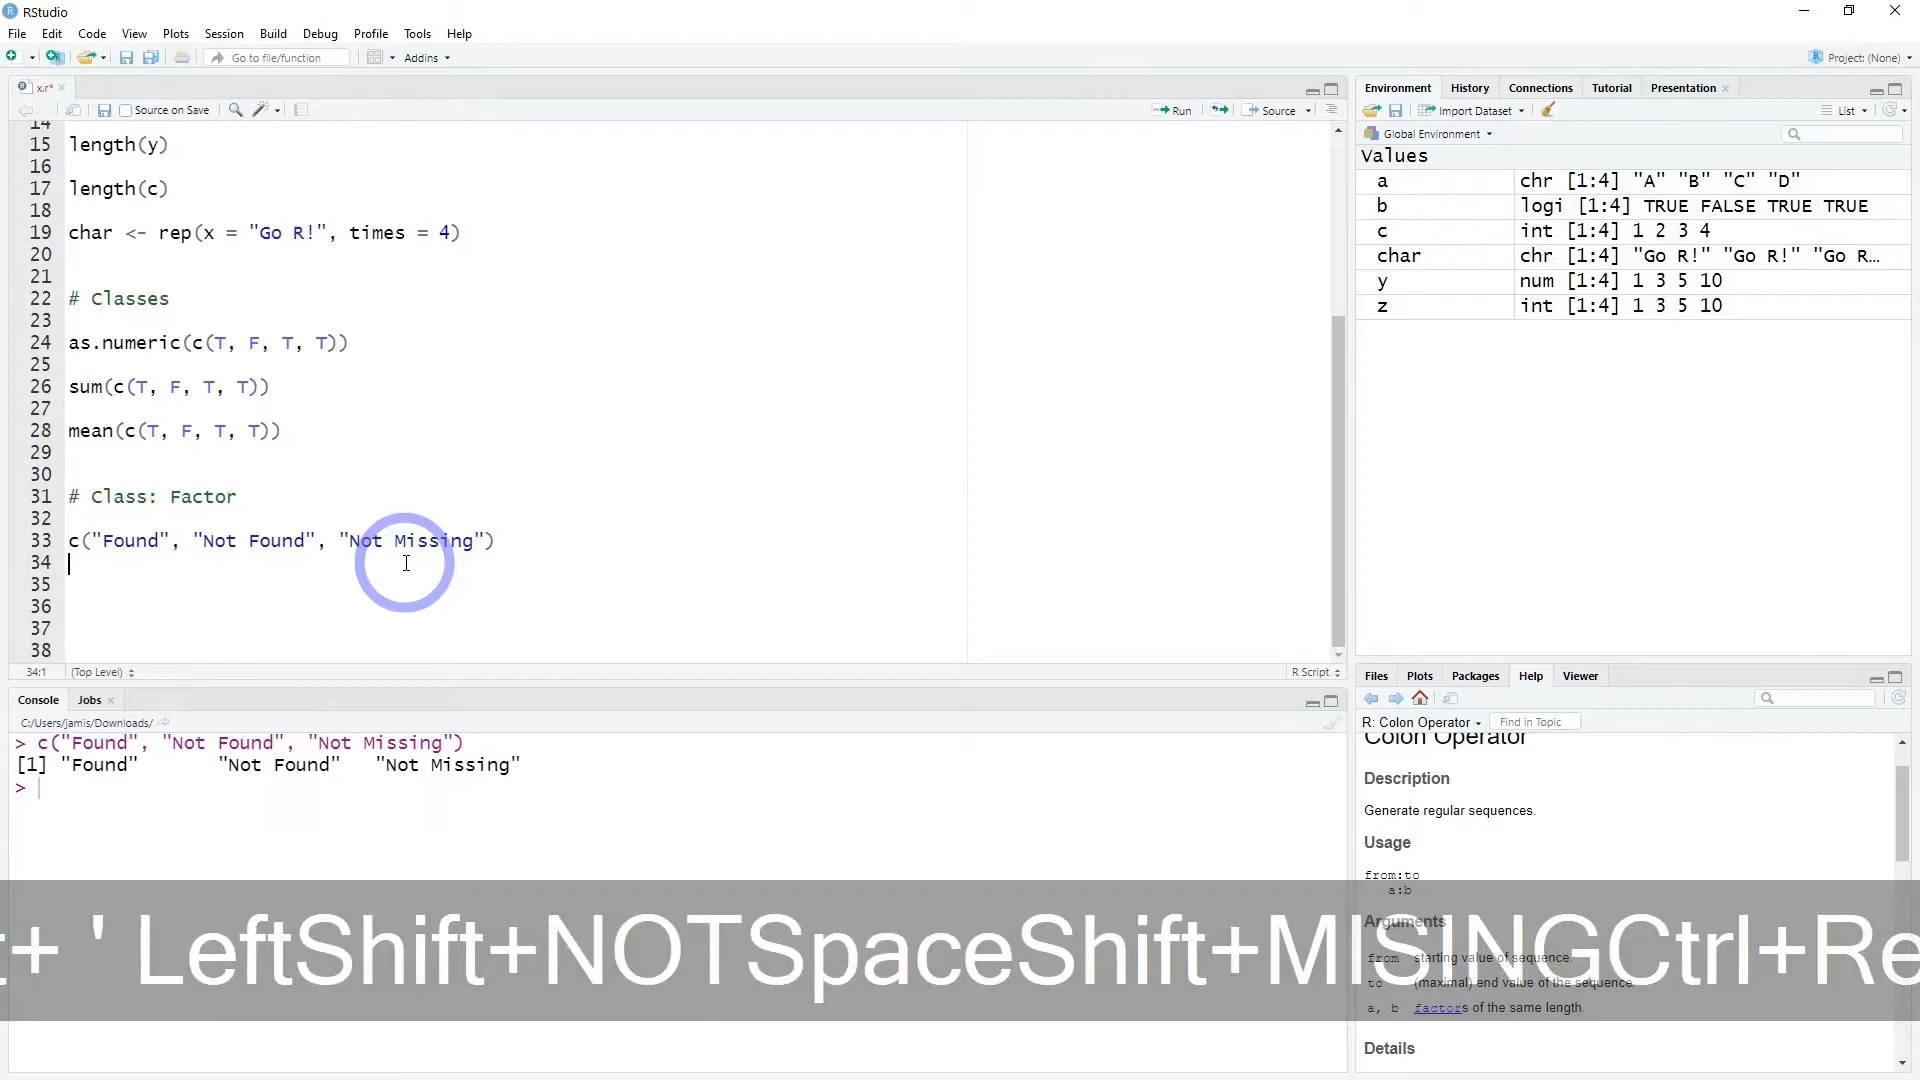 RStudio
File Edit Code View Plots Session Build Debug Profile Tools Help
Go to file/function Addins Project: (None)
x.r*
Source on Save Run Source
14
15 length(y)
16
17 length(c)
18
19 char <- rep(x = "Go R!", times = 4)
20
21
22 # Classes
23
24 as.numeric(c(T, F, T, T))
25
26 sum(c(T, F, T, T))
27
28 mean(c(T, F, T, T))
29
30
31 # Class: Factor
32
33 c("Found", "Not Found", "Not Missing")
34
35
36
37
38
34:1 (Top Level) R Script
Console Jobs
C:/Users/jamis/Downloads/
> c("Found", "Not Found", "Not Missing")
[1] "Found" "Not Found" "Not Missing"
>
Environment History Connections Tutorial Presentation
Import Dataset List
Global Environment
Values
a chr [1:4] "A" "B" "C" "D"
b logi [1:4] TRUE FALSE TRUE TRUE
c int [1:4] 1 2 3 4
char chr [1:4] "Go R!" "Go R!" "Go R…
y num [1:4] 1 3 5 10
z int [1:4] 1 3 5 10
Files Plots Packages Help Viewer
R: Colon Operator Find in Topic
Colon Operator
Description
Generate regular sequences.
Usage
from:to
a:b
Arguments
from starting value of sequence.
to (maximal) end value of the sequence.
a, b factors of the same length.
Details
t+ ' LeftShift+NOTSpaceShift+MISINGCtrl+Re